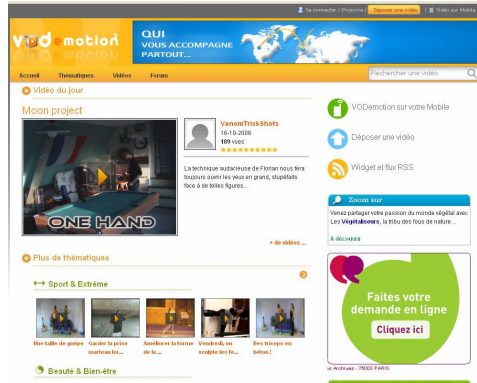 Se connecter / S'inscrire | Déposer une vidéo | Vidéo sur Mobile
vod emotion
QUI
VOUS ACCOMPAGNE
PARTOUT...
Accueil Thématiques Vidéos Forum
Rechercher une vidéo
Vidéo du jour
Moon project
ONE HAND
VenomTrickShots
16-10-2008
189 vues
La technique audacieuse de Florian nous fera
toujours ouvrir les yeux en grand, stupéfaits
face à de telles figures...
+ de vidéos ...
VODemotion sur votre Mobile
Déposer une vidéo
Widget et flux RSS
Zoom sur
Venez partager votre passion du monde végétal avec
Les Végétaliseurs, la tribu des fous de nature ...
A découvrir
Plus de thématiques
Sport & Extrême
Une taille de guêpe
Garder la prise
marteau lor...
Améliorer la forme
de la ...
Vendredi, on
sculpte les fe...
Des triceps en
béton !
Faites votre
demande en ligne
Cliquez ici
Archives - 75003 PARIS
Beauté & Bien-être